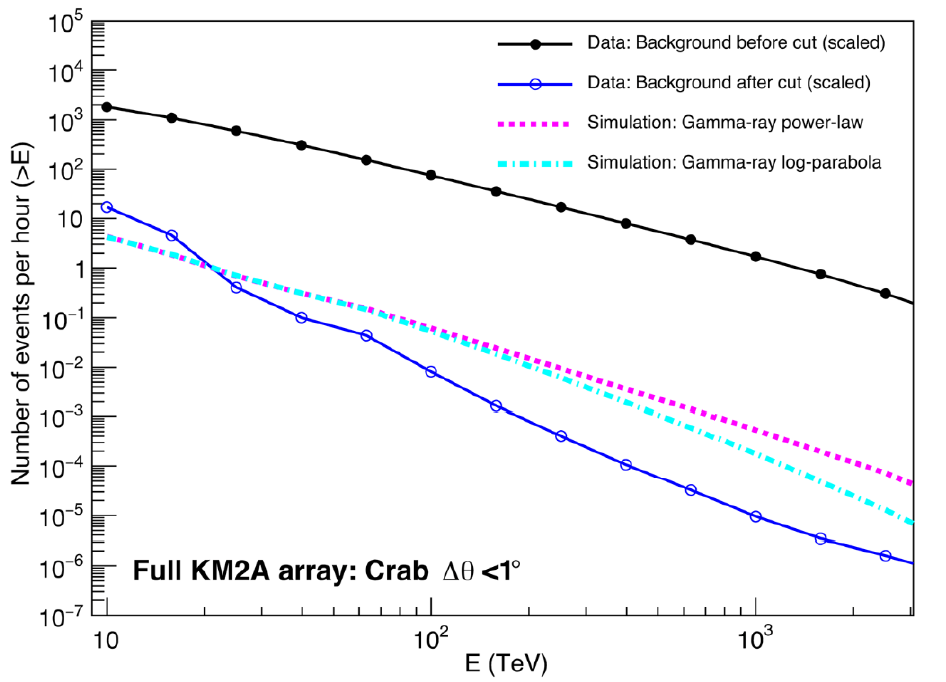 Number of events per hour (>E)
10⁵
10⁴
10³
10²
10
1
10⁻¹
10⁻²
10⁻³
10⁻⁴
10⁻⁵
10⁻⁶
10⁻⁷
Data: Background before cut (scaled)
Data: Background after cut (scaled)
Simulation: Gamma-ray power-law
Simulation: Gamma-ray log-parabola
Full KM2A array: Crab Δθ <1°
10
10²
10³
E (TeV)